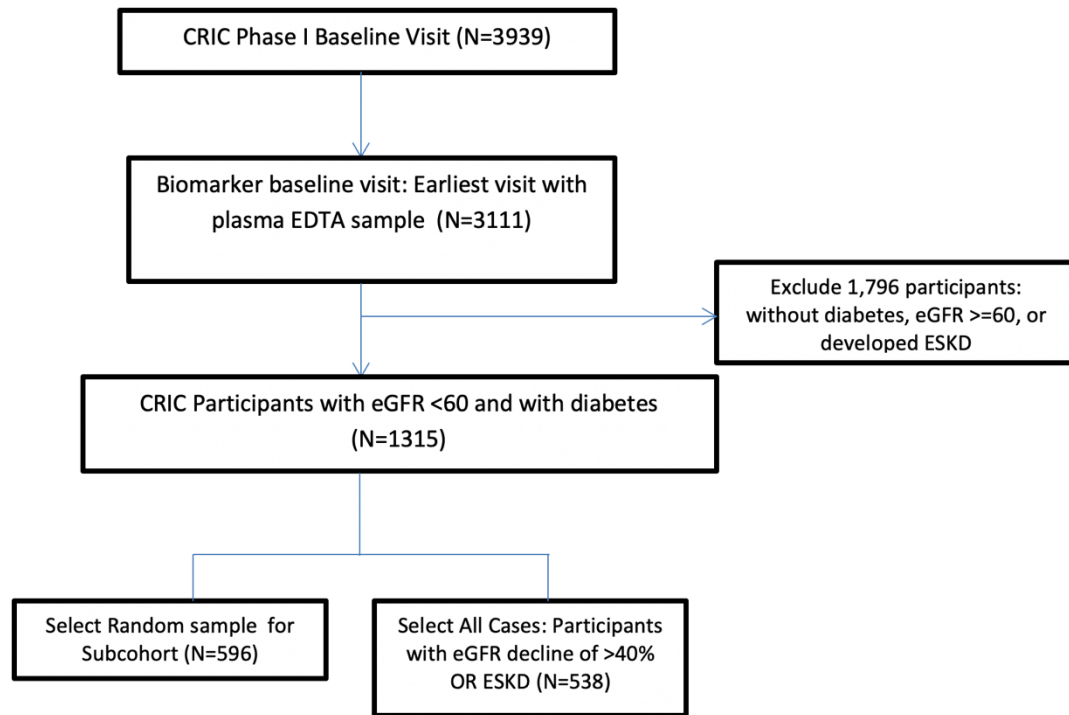 CRIC Phase I Baseline Visit (N=3939)
Biomarker baseline visit: Earliest visit with
plasma EDTA sample  (N=3111)
Exclude 1,796 participants:
without diabetes, eGFR >=60, or
developed ESKD
CRIC Participants with eGFR <60 and with diabetes
(N=1315)
Select Random sample  for
Subcohort (N=596)
Select All Cases: Participants
with eGFR decline of >40%
OR ESKD (N=538)